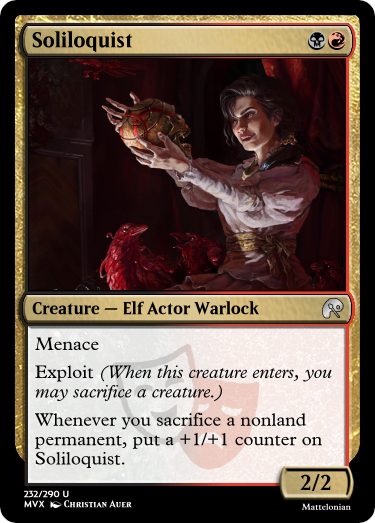 Soliloquist
Creature — Elf Actor Warlock
Menace
Exploit (When this creature enters, you
may sacrifice a creature.)
Whenever you sacrifice a nonland
permanent, put a +1/+1 counter on
Soliloquist.
2/2
232/290 U
MVX Christian Auer
Mattelonian